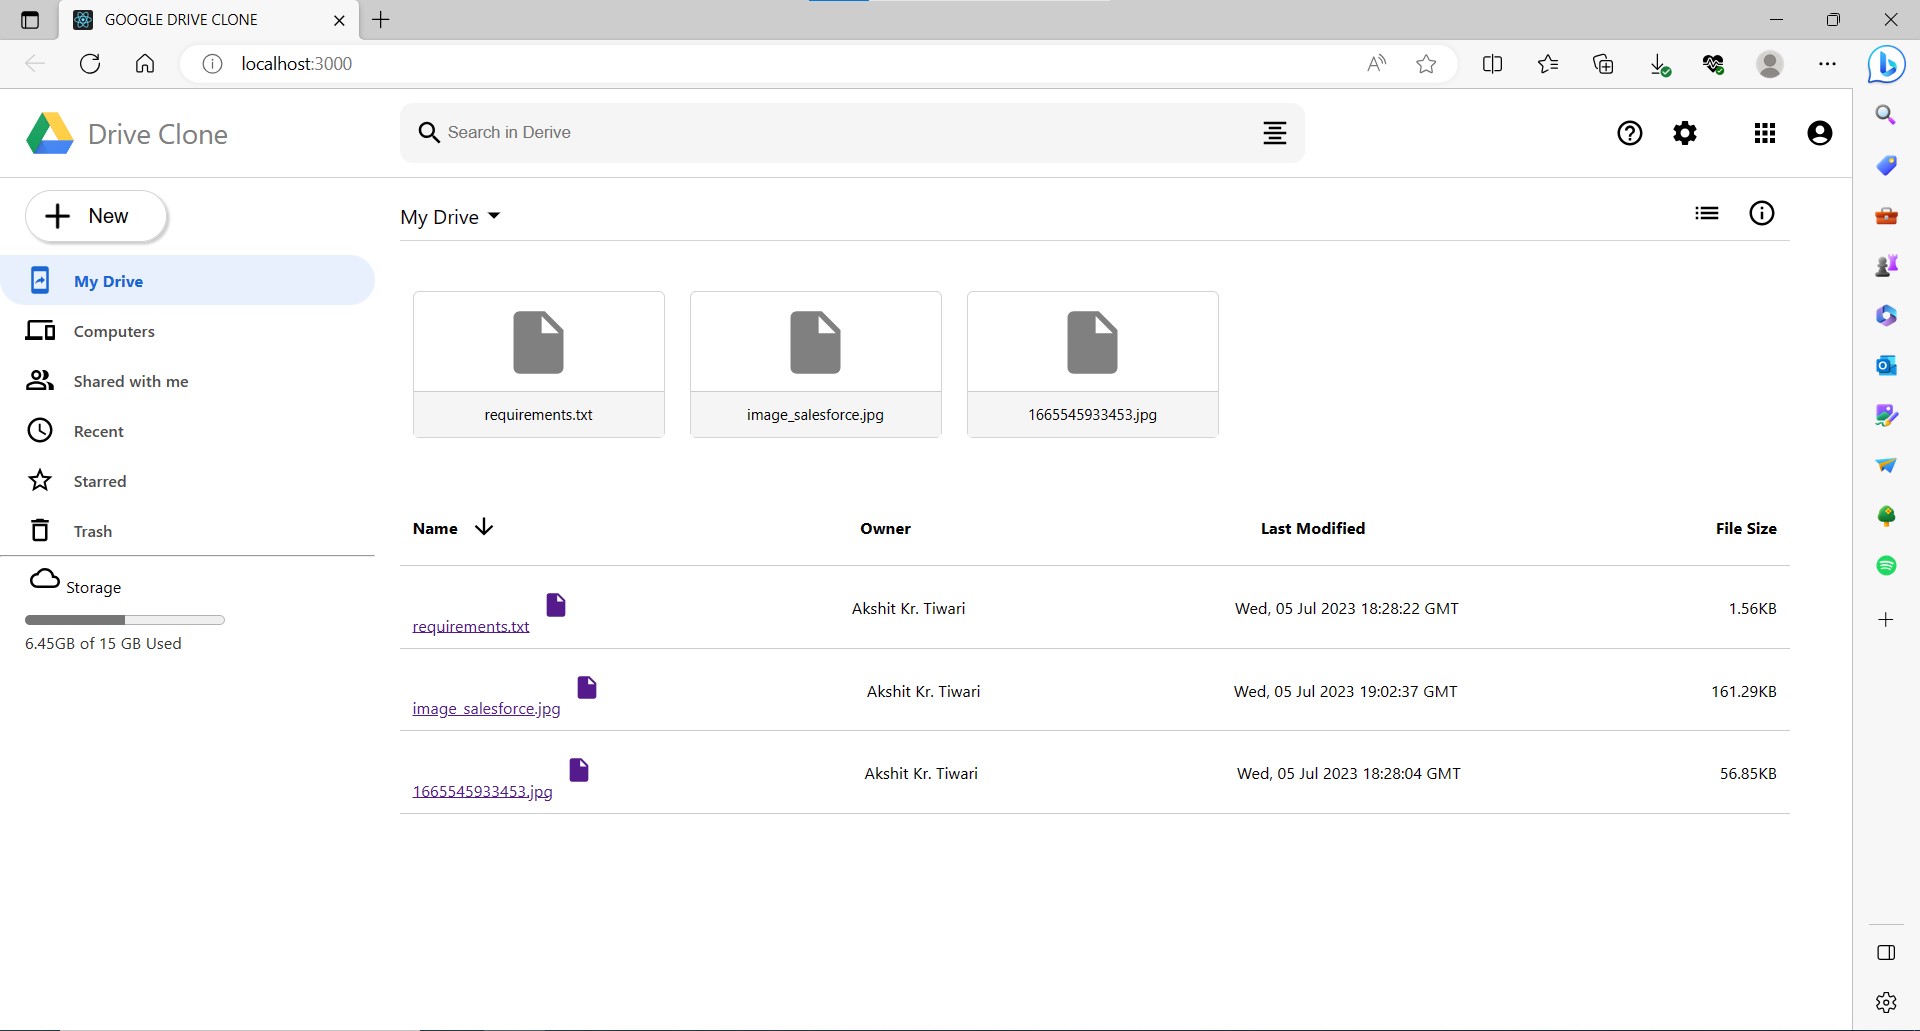 GOOGLE DRIVE CLONE
localhost:3000
Drive Clone
Search in Derive
New
My Drive
My Drive
Computers
Shared with me
Recent
Starred
Trash
Storage
6.45GB of 15 GB Used
requirements.txt
image_salesforce.jpg
1665545933453.jpg
Name Owner Last Modified File Size
requirements.txt Akshit Kr. Tiwari Wed, 05 Jul 2023 18:28:22 GMT 1.56KB
image_salesforce.jpg Akshit Kr. Tiwari Wed, 05 Jul 2023 19:02:37 GMT 161.29KB
1665545933453.jpg Akshit Kr. Tiwari Wed, 05 Jul 2023 18:28:04 GMT 56.85KB